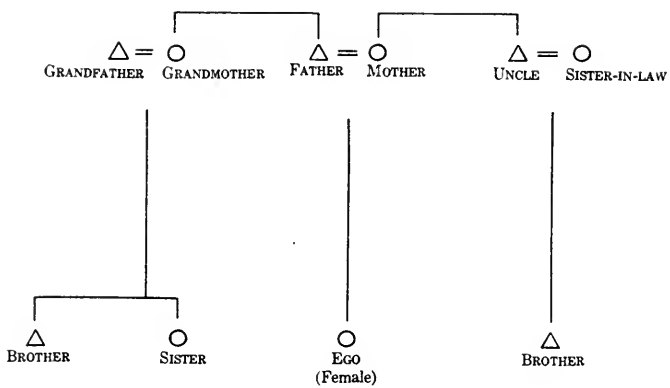 GRANDFATHER GRANDMOTHER FATHER MOTHER UNCLE SISTER-IN-LAW
BROTHER SISTER EGO BROTHER
(Female)